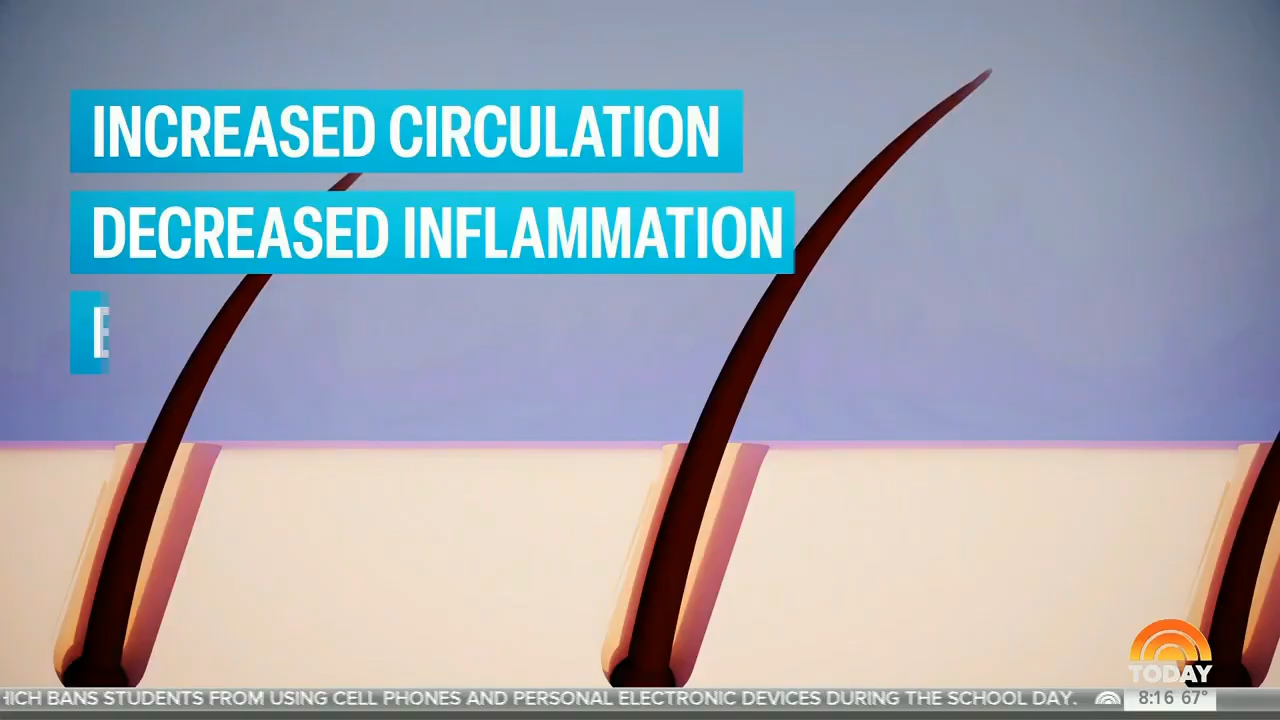 INCREASED CIRCULATION
DECREASED INFLAMMATION
E
TODAY
BANS STUDENTS FROM USING CELL PHONES AND PERSONAL ELECTRONIC DEVICES DURING THE SCHOOL DAY.
8:16 67°